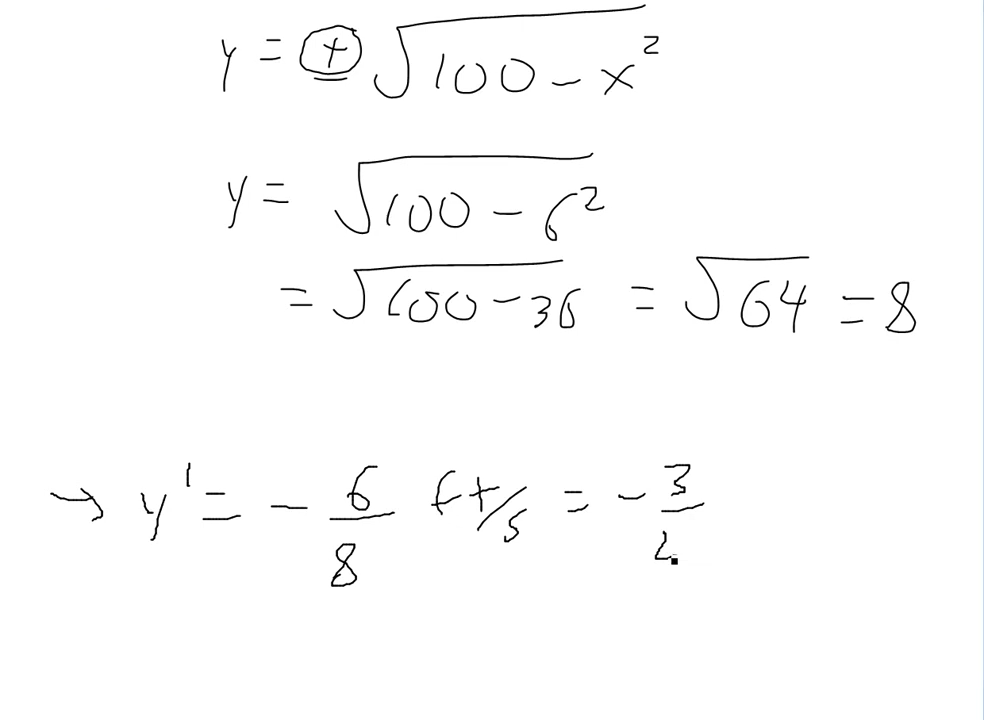 y = + √100 - x²
y = √100 - 6²
= √100 - 36 = √64 = 8
→ y' = - 6/8 ft/s = - 3/4